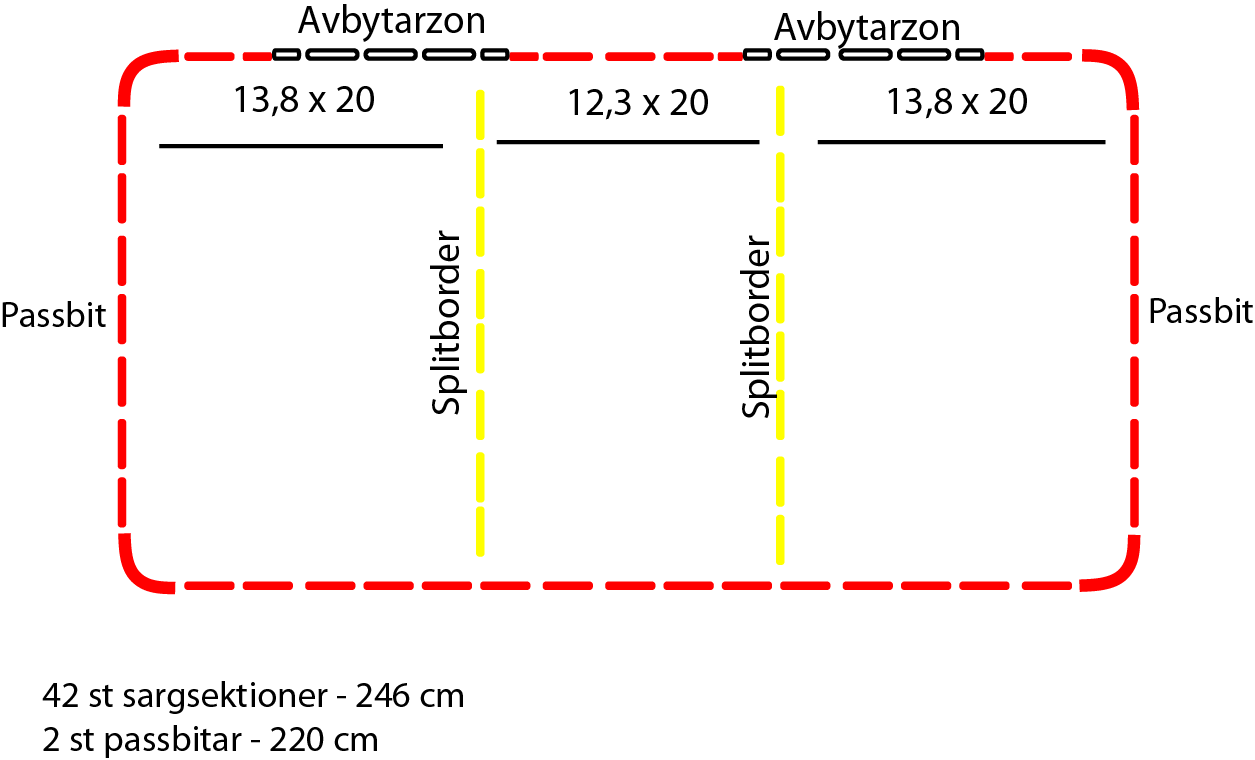 Avbytarzon
Avbytarzon
13,8 x 20
12,3 x 20
13,8 x 20
Splitborder
Splitborder
Passbit
Passbit
42 st sargsektioner - 246 cm
2 st passbitar - 220 cm